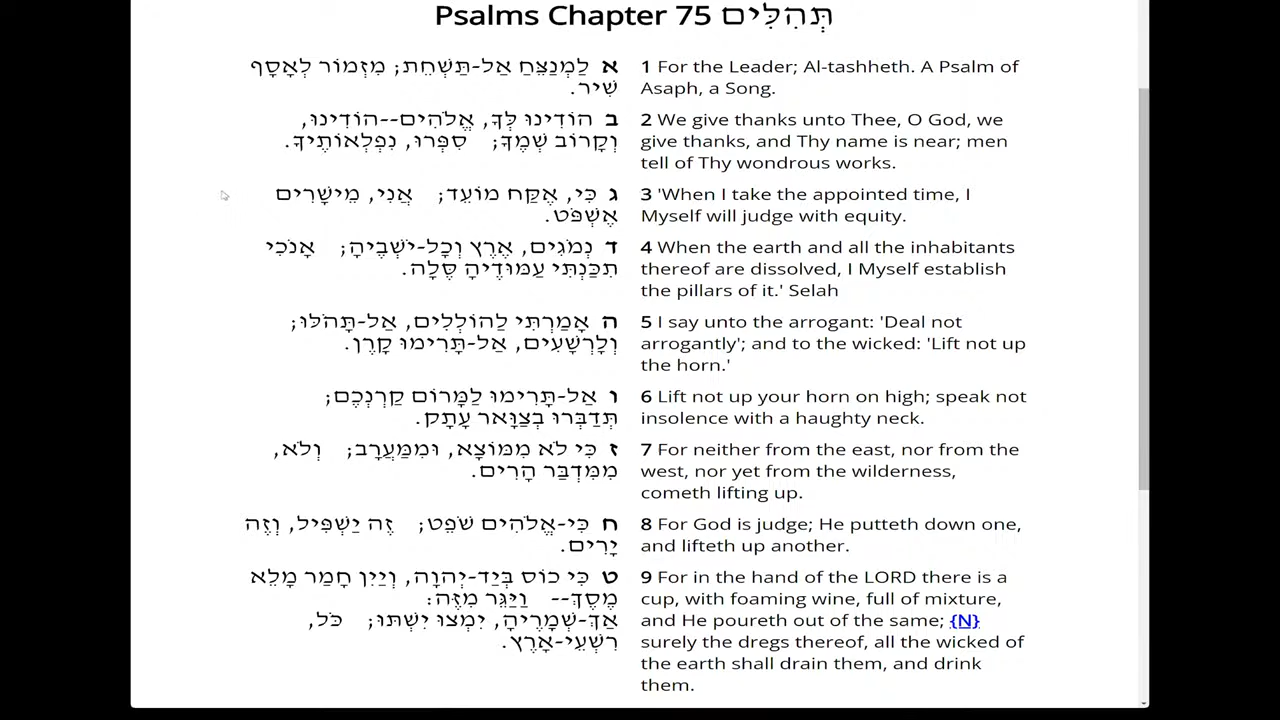 Psalms Chapter 75 תְּהִלִּים
א לַמְנַצֵּחַ אַל-תַּשְׁחֵת; מִזְמוֹר לְאָסָף
שִׁיר.
1 For the Leader; Al-tashheth. A Psalm of
Asaph, a Song.
ב הוֹדִינוּ לְּךָ, אֱלֹהִים--הוֹדִינוּ,
וְקָרוֹב שְׁמֶךָ; סִפְּרוּ, נִפְלְאוֹתֶיךָ.
2 We give thanks unto Thee, O God, we
give thanks, and Thy name is near; men
tell of Thy wondrous works.
ג כִּי, אֶקַּח מוֹעֵד; אֲנִי, מֵישָׁרִים
אֶשְׁפֹּט.
3 'When I take the appointed time, I
Myself will judge with equity.
ד נְמֹגִים, אֶרֶץ וְכָל-יֹשְׁבֶיהָ; אָנֹכִי
תִכַּנְתִּי עַמּוּדֶיהָ סֶּלָה.
4 When the earth and all the inhabitants
thereof are dissolved, I Myself establish
the pillars of it.' Selah
ה אָמַרְתִּי לַהוֹלְלִים, אַל-תָּהֹלּוּ;
וְלָרְשָׁעִים, אַל-תָּרִימוּ קָרֶן.
5 I say unto the arrogant: 'Deal not
arrogantly'; and to the wicked: 'Lift not up
the horn.'
ו אַל-תָּרִימוּ לַמָּרוֹם קַרְנְכֶם;
תְּדַבְּרוּ בְצַוָּאר עָתָק.
6 Lift not up your horn on high; speak not
insolence with a haughty neck.
ז כִּי לֹא מִמּוֹצָא, וּמִמַּעֲרָב; וְלֹא,
מִמִּדְבַּר הָרִים.
7 For neither from the east, nor from the
west, nor yet from the wilderness,
cometh lifting up.
ח כִּי-אֱלֹהִים שֹׁפֵט; זֶה יַשְׁפִּיל, וְזֶה
יָרִים.
8 For God is judge; He putteth down one,
and lifteth up another.
ט כִּי כוֹס בְּיַד-יְהוָה, וְיַיִן חָמַר מָלֵא
מֶסֶךְ-- וַיַּגֵּר מִזֶּה:
אַךְ-שְׁמָרֶיהָ, יִמְצוּ יִשְׁתּוּ; כֹּל,
רִשְׁעֵי-אָרֶץ.
9 For in the hand of the LORD there is a
cup, with foaming wine, full of mixture,
and He poureth out of the same; {N}
surely the dregs thereof, all the wicked of
the earth shall drain them, and drink
them.